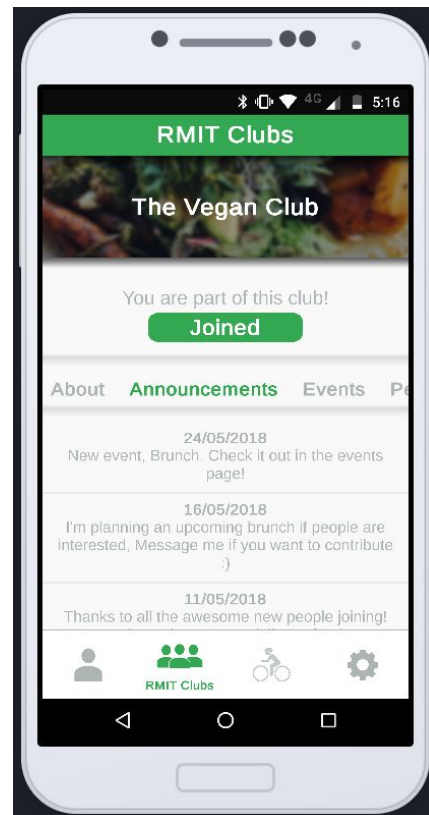 4G 5:16
RMIT Clubs
The Vegan Club
You are part of this club!
Joined
About Announcements Events
24/05/2018
New event, Brunch. Check it out in the events
page!
16/05/2018
I'm planning an upcoming brunch if people are
interested, Message me if you want to contribute
:)
11/05/2018
Thanks to all the awesome new people joining!
RMIT Clubs